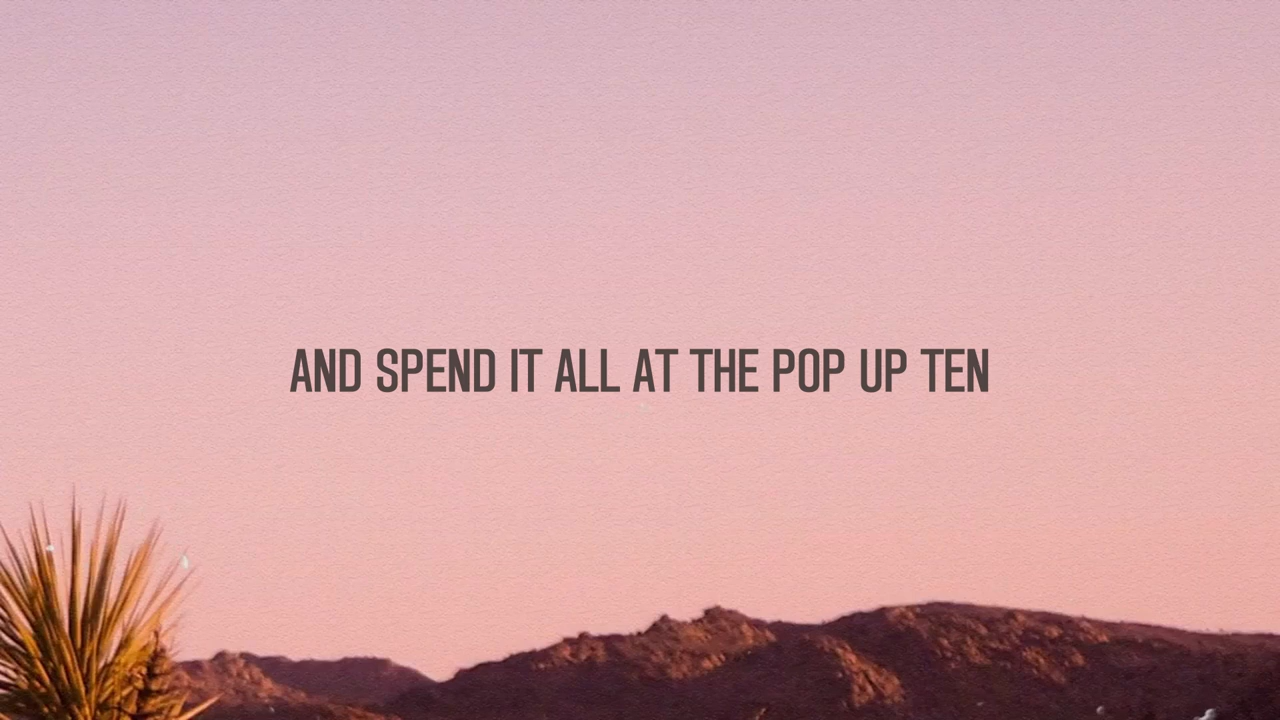 AND SPEND IT ALL AT THE POP UP TEN